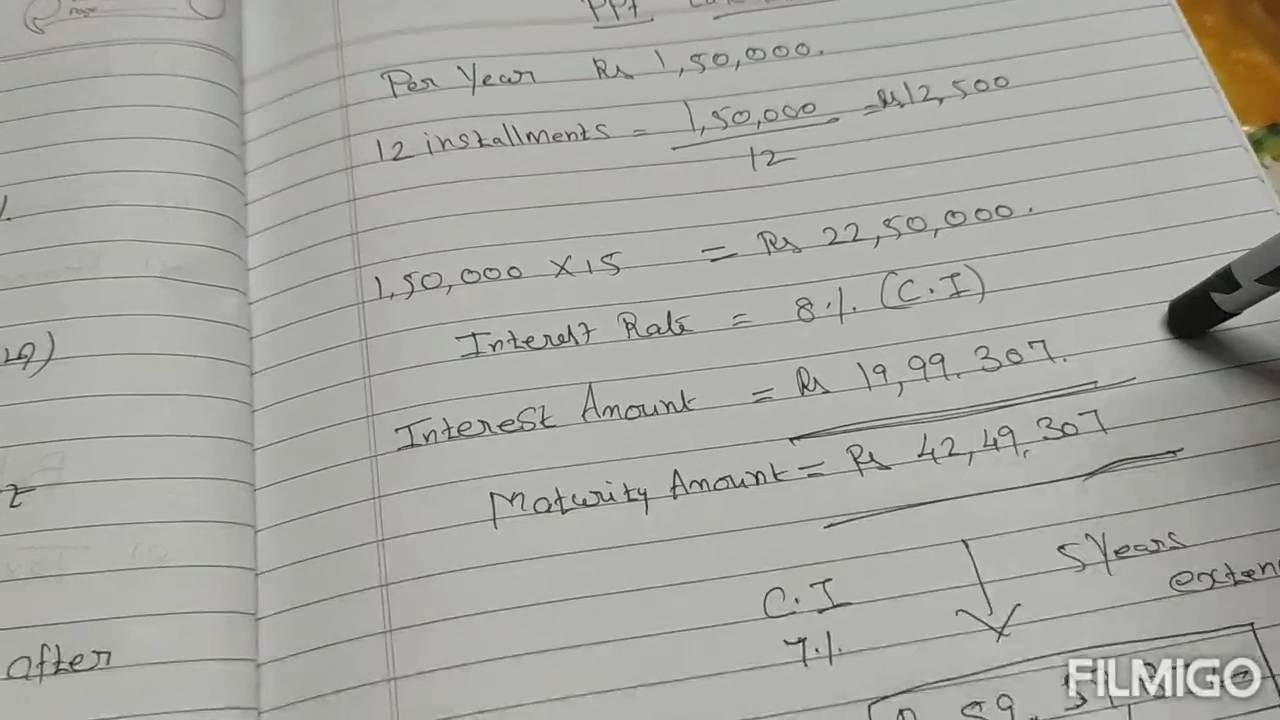 PPF
Per Year Rs 1,50,000.
12 installments = 1,50,000 / 12 = Rs 12,500
1,50,000 × 15 = Rs 22,50,000.
Interest Rate = 8 %. (C.I)
Interest Amount = Rs 19,99,307.
Maturity Amount = Rs 42,49,307
5 Years
C.I
7 %.
after
FILMIGO